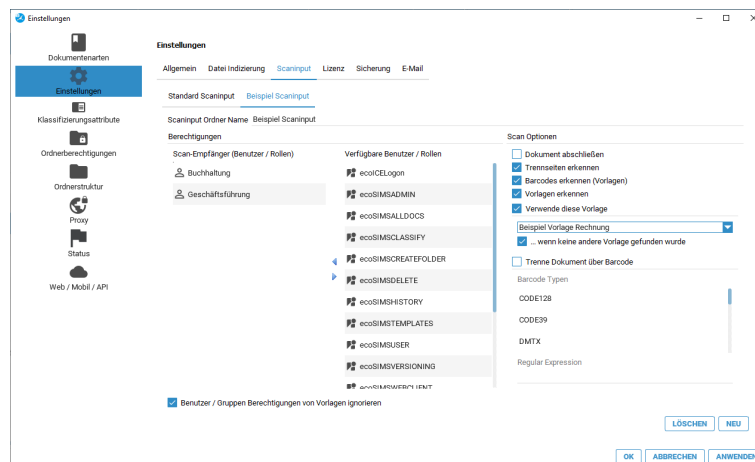 Einstellungen
Dokumentenarten
Einstellungen
Klassifizierungsattribute
Ordnerberechtigungen
Ordnerstruktur
Proxy
Status
Web / Mobil / API
Einstellungen
Allgemein Datei Indizierung Scaninput Lizenz Sicherung E-Mail
Standard Scaninput Beispiel Scaninput
Scaninput Ordner Name Beispiel Scaninput
Berechtigungen
Scan-Empfänger (Benutzer / Rollen)
Buchhaltung
Geschäftsführung
Verfügbare Benutzer / Rollen
ecoICELogon
ecoSIMSADMIN
ecoSIMSALLDOCS
ecoSIMSCLASSIFY
ecoSIMSCREATEFOLDER
ecoSIMSDELETE
ecoSIMSHISTORY
ecoSIMSTEMPLATES
ecoSIMSUSER
ecoSIMSVERSIONING
ecoSIMSWEBCLIENT
Scan Optionen
Dokument abschließen
Trennseiten erkennen
Barcodes erkennen (Vorlagen)
Vorlagen erkennen
Verwende diese Vorlage
Beispiel Vorlage Rechnung
... wenn keine andere Vorlage gefunden wurde
Trenne Dokument über Barcode
Barcode Typen
CODE128
CODE39
DMTX
Regular Expression
Benutzer / Gruppen Berechtigungen von Vorlagen ignorieren
LÖSCHEN NEU
OK ABBRECHEN ANWENDEN